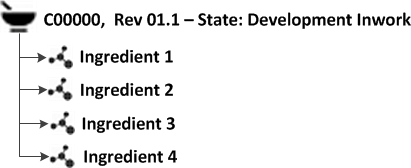 C00000, Rev 01.1 – State: Development Inwork
Ingredient 1
Ingredient 2
Ingredient 3
Ingredient 4